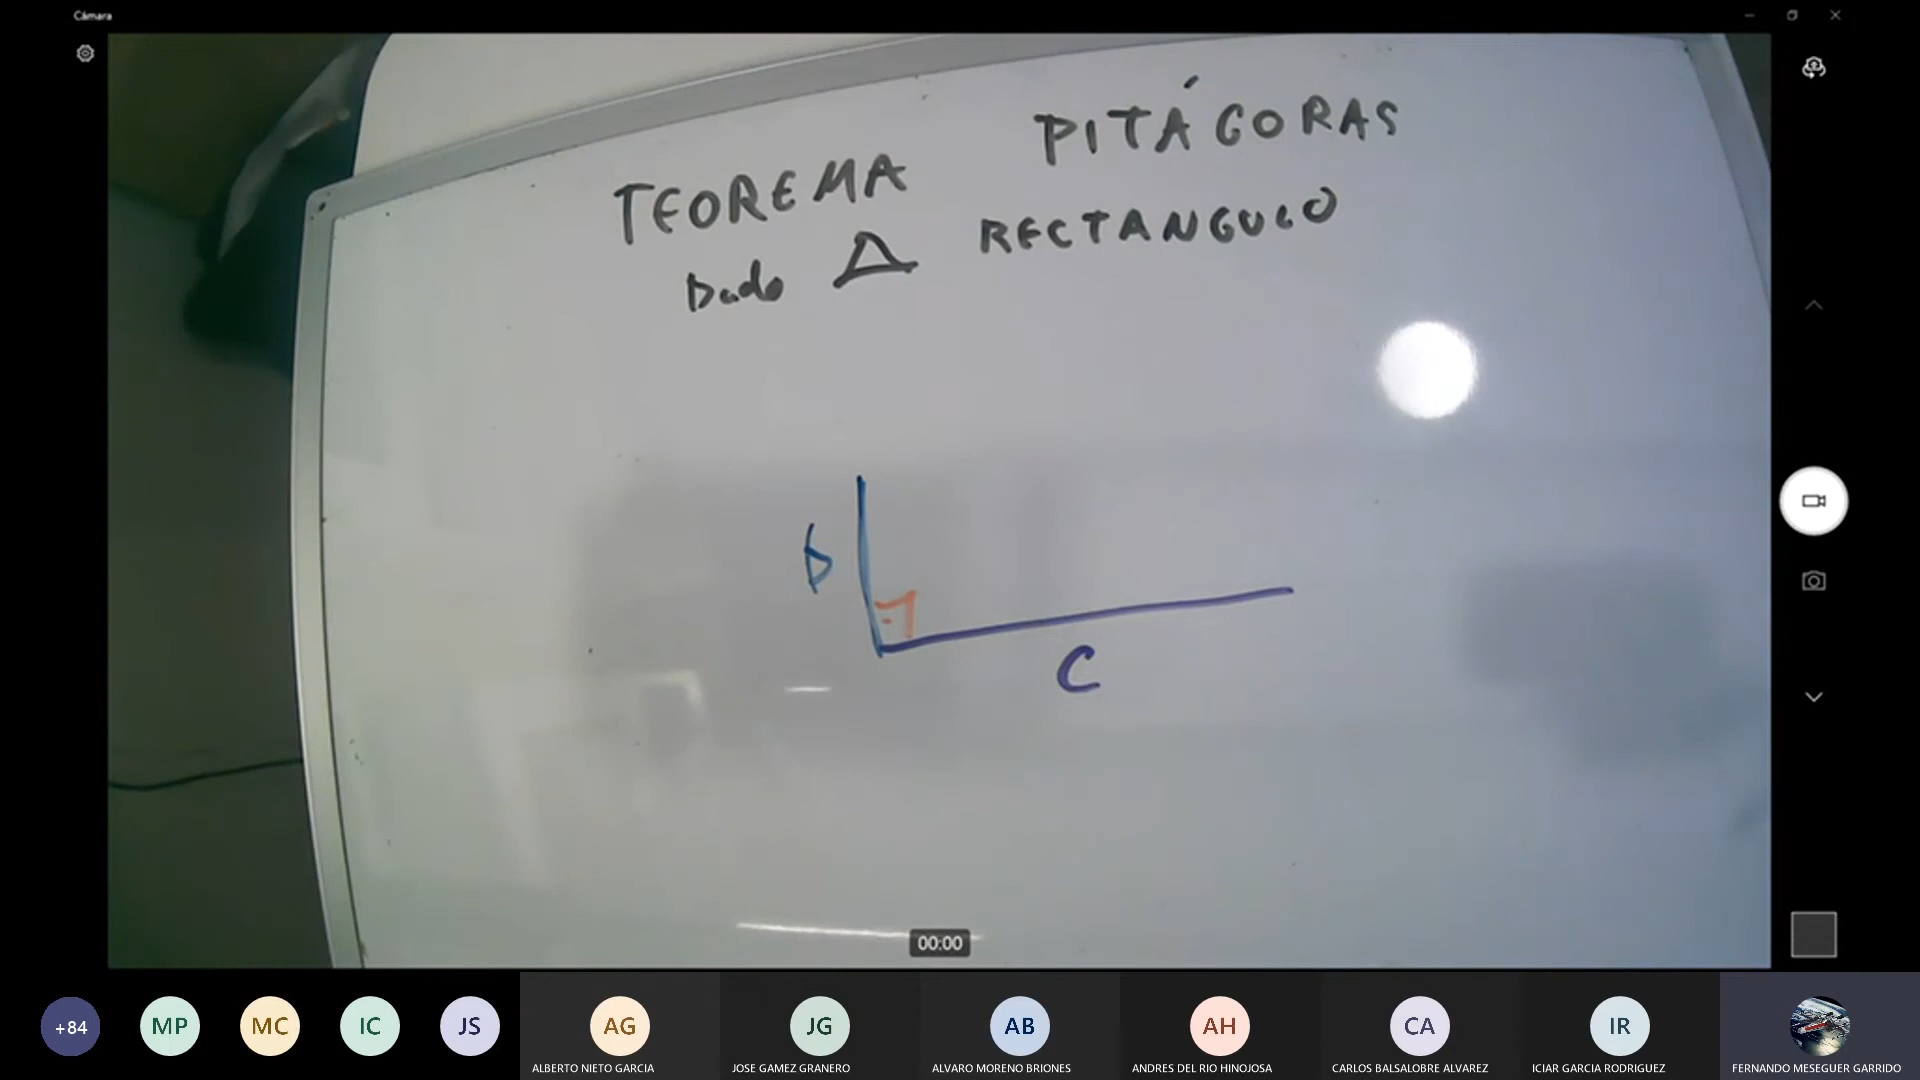 Cámara
TEOREMA PITÁGORAS
Dado Δ RECTANGULO
b
C
00:00
+84
MP
MC
IC
JS
AG
JG
AB
AH
CA
IR
ALBERTO NIETO GARCIA
JOSE GAMEZ GRANERO
ALVARO MORENO BRIONES
ANDRES DEL RIO HINOJOSA
CARLOS BALSALOBRE ALVAREZ
ICIAR GARCIA RODRIGUEZ
FERNANDO MESEGUER GARRIDO